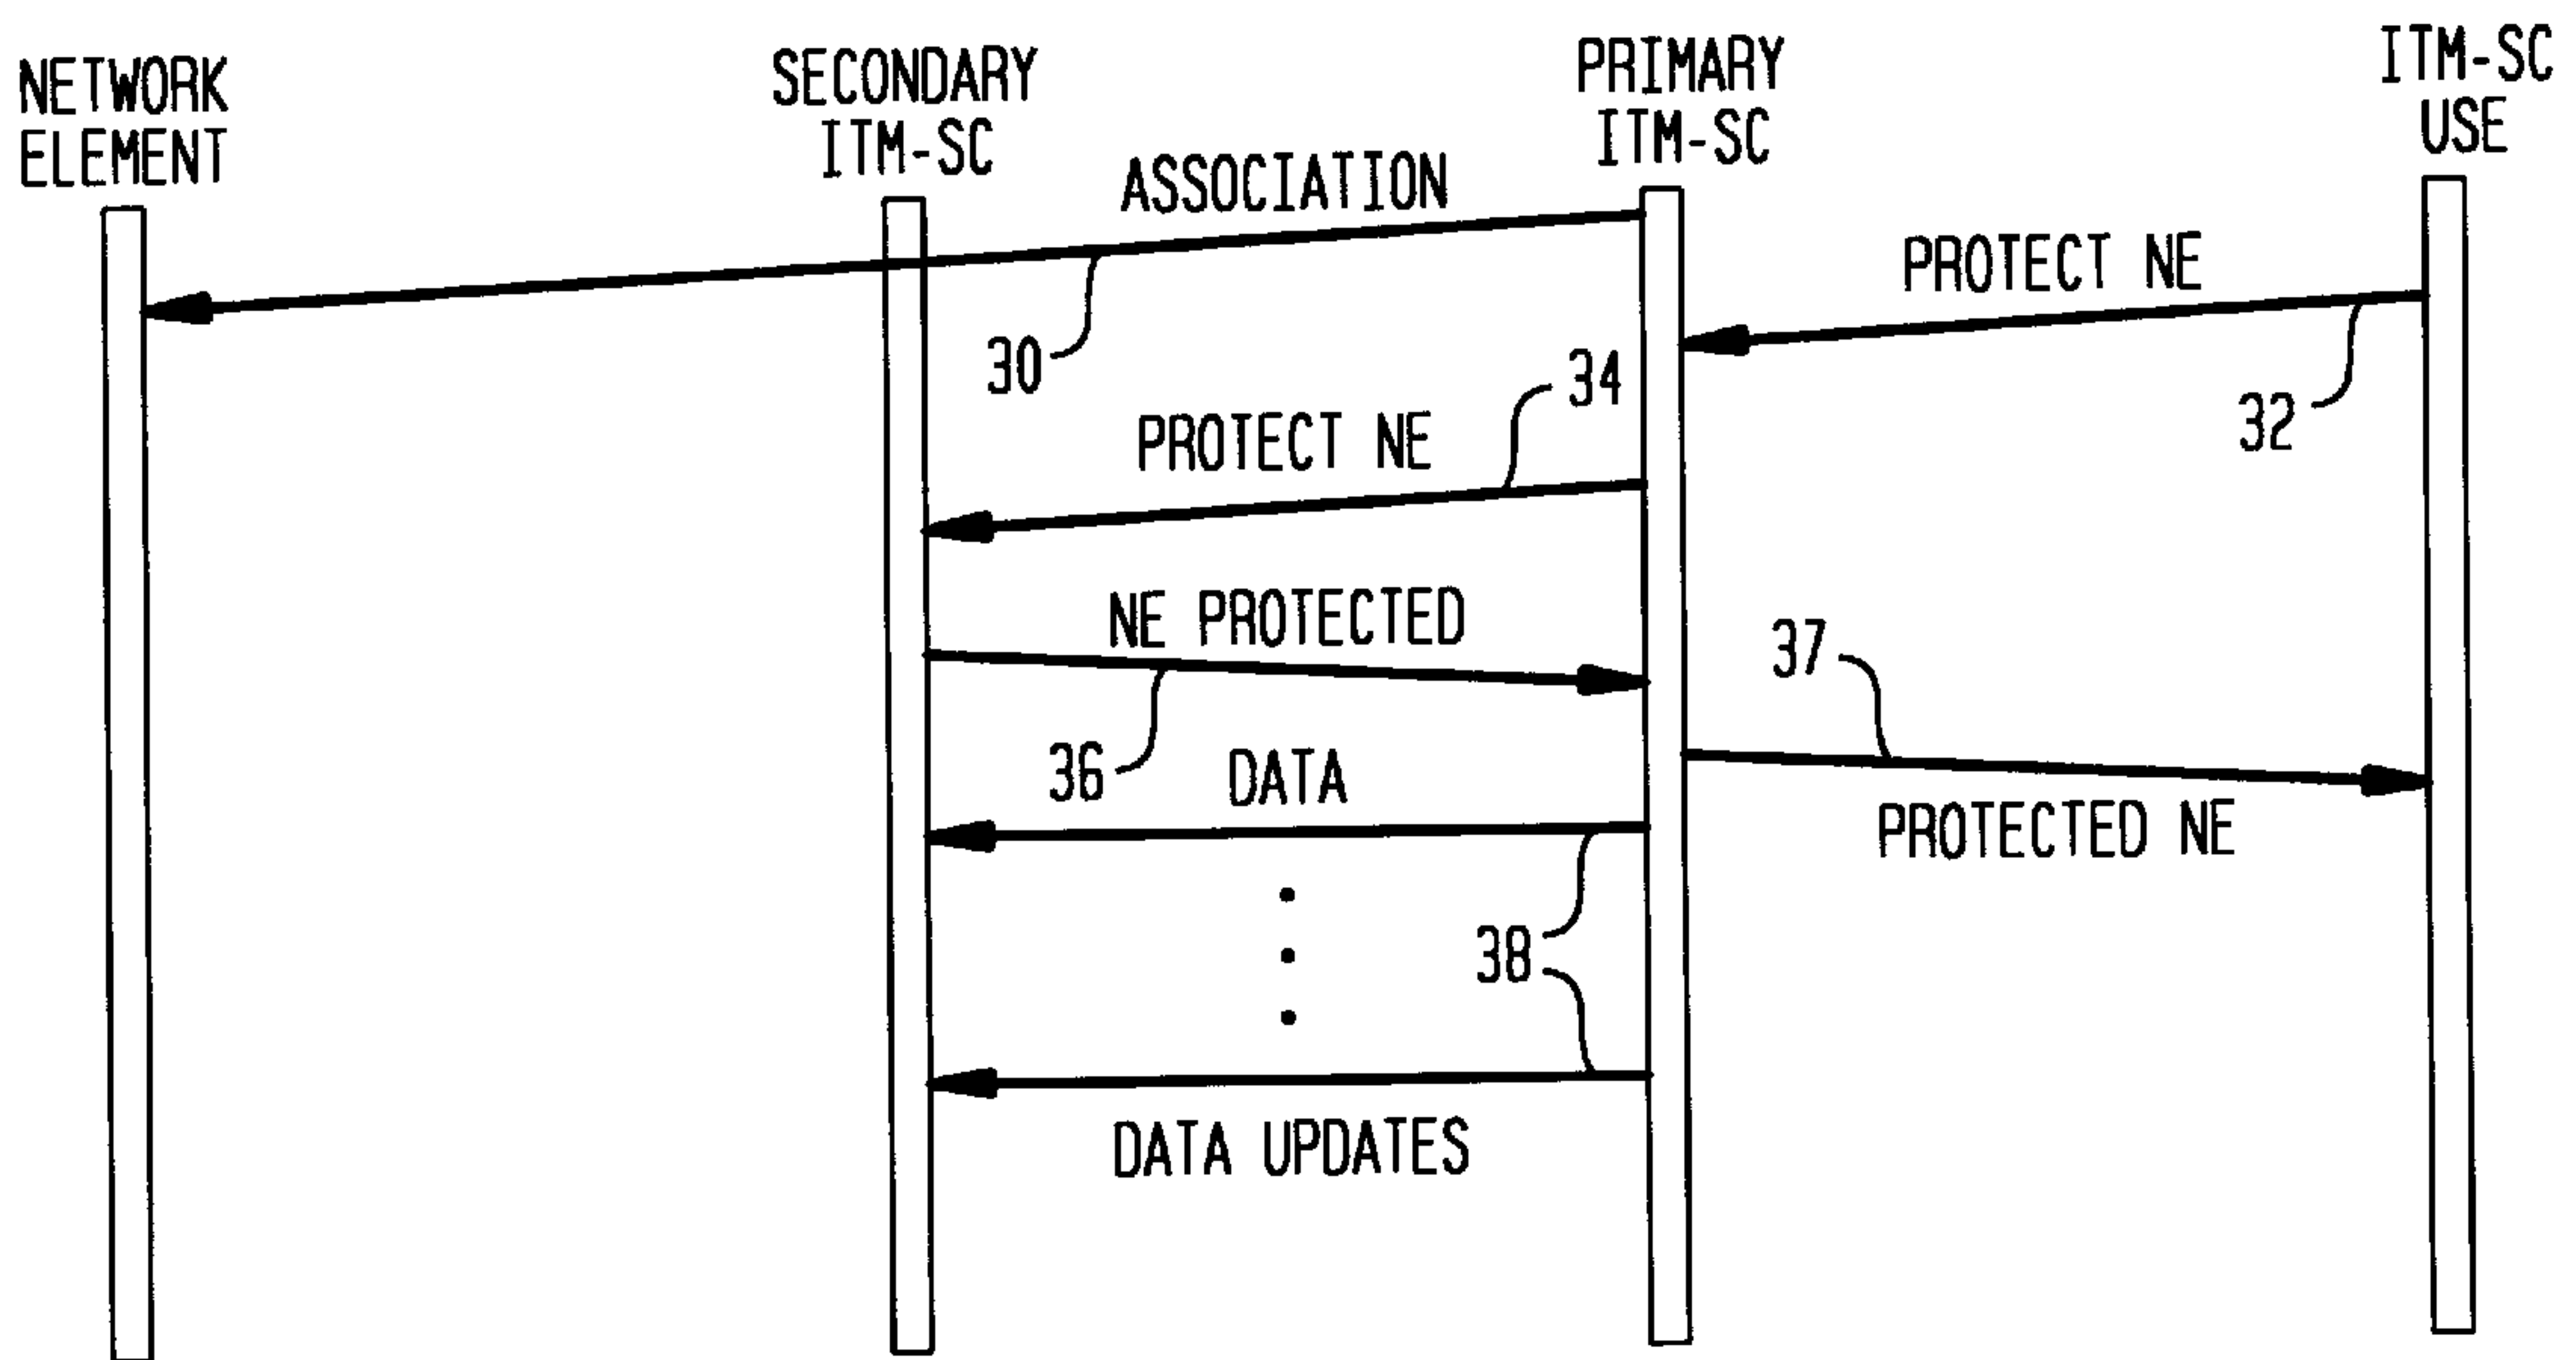 NETWORK
ELEMENT
SECONDARY
ITM-SC
PRIMARY
ITM-SC
ITM-SC
USE
ASSOCIATION
30
PROTECT NE
32
34
PROTECT NE
NE PROTECTED
36
37
PROTECTED NE
DATA
38
DATA UPDATES